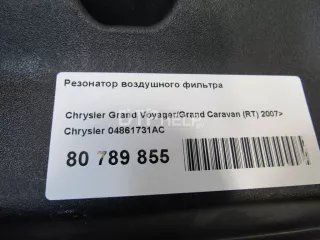 Резонатор воздушного фильтра
Chrysler Grand Voyager/Grand Caravan (RT) 2007>
Chrysler 04861731AC
80 789 855